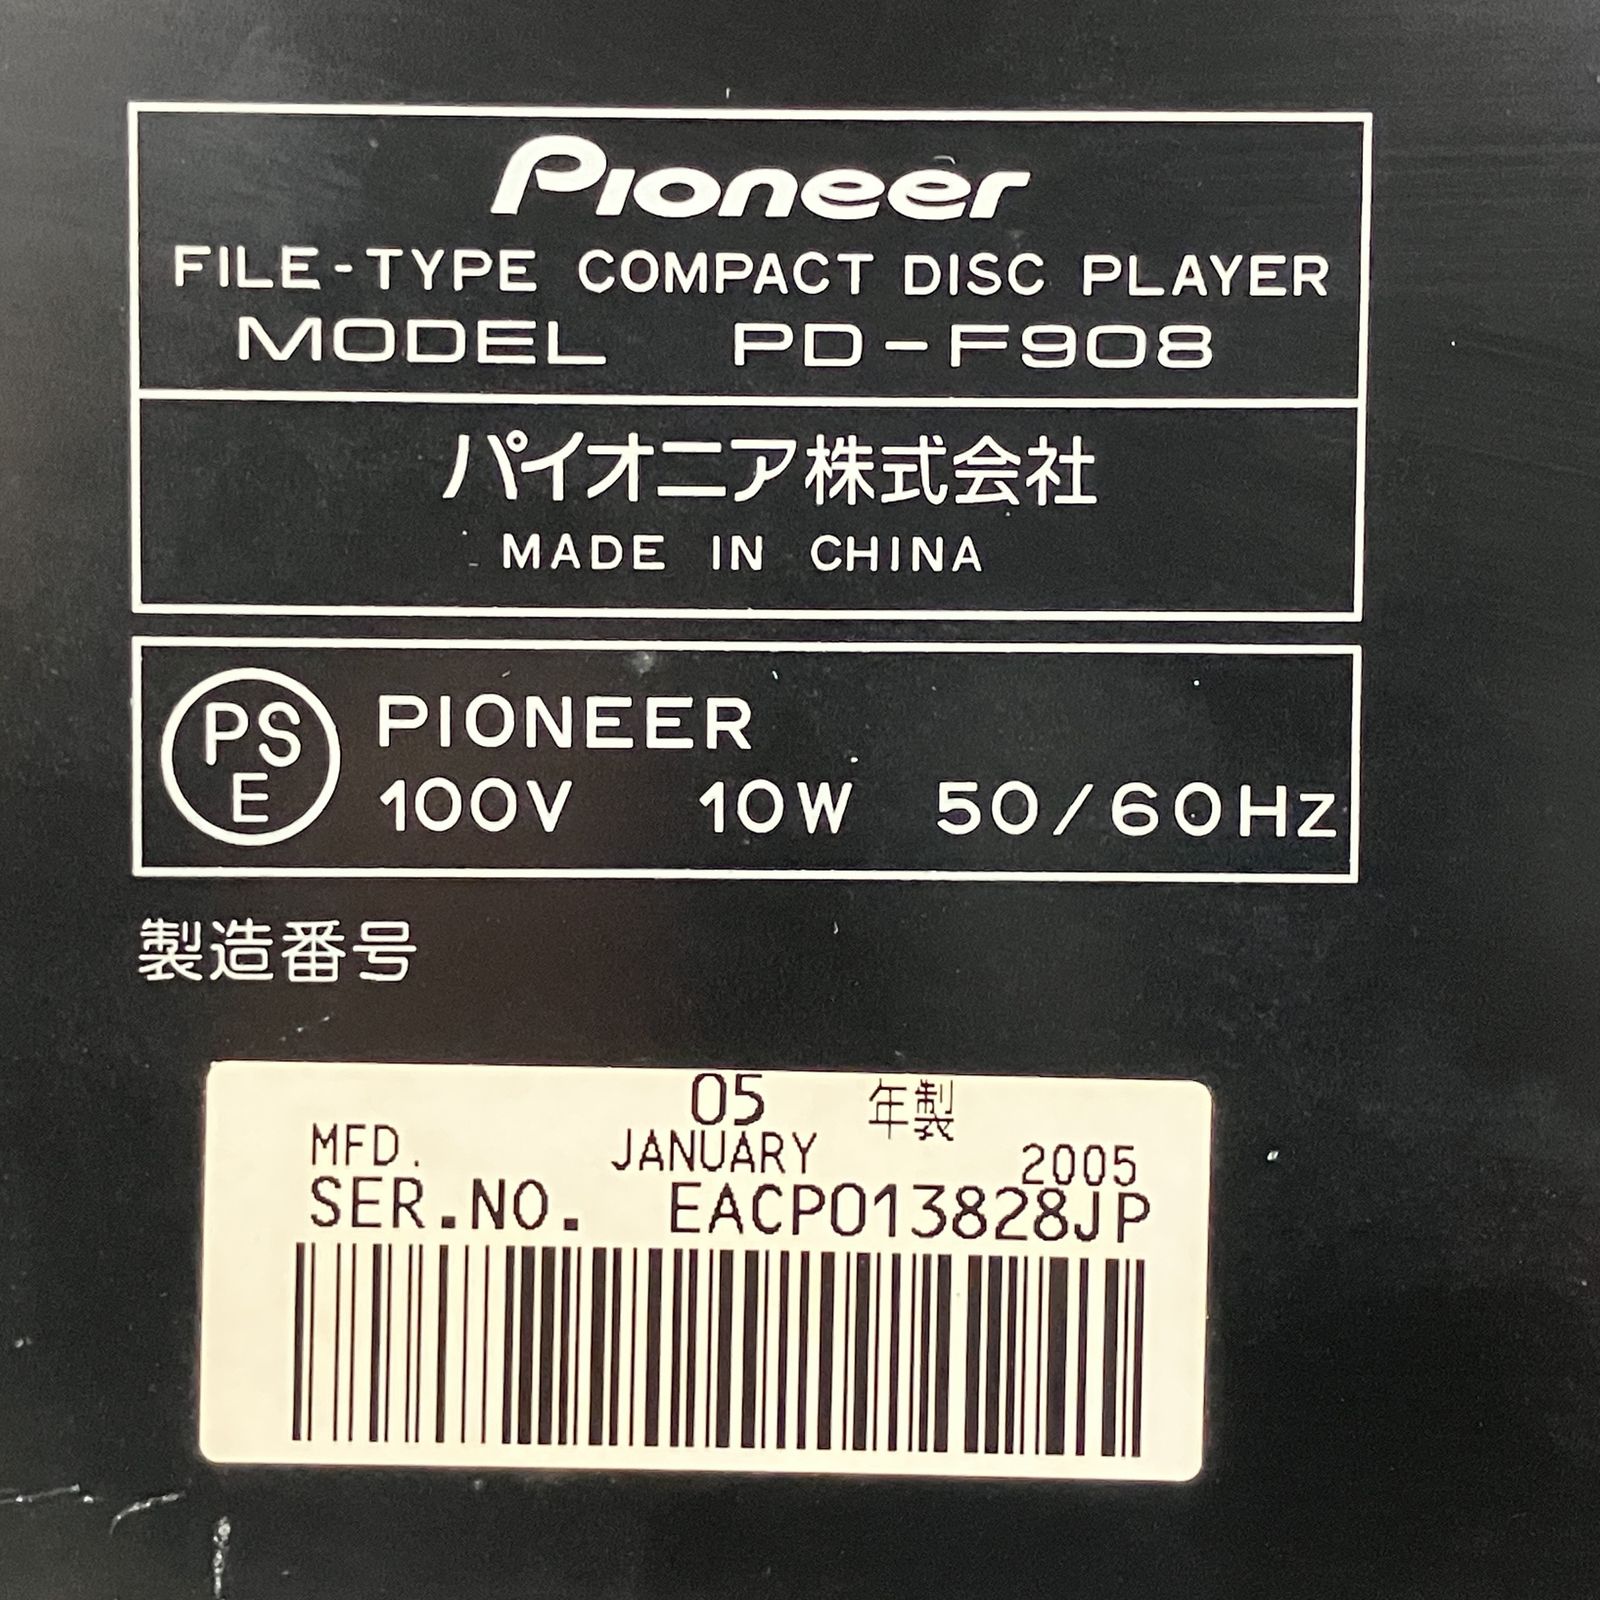 Pioneer
FILE-TYPE COMPACT DISC PLAYER
MODEL PD-F908
パイオニア株式会社
MADE IN CHINA
PS
E
PIONEER
100V 10W 50/60Hz
製造番号
05 年製
MFD. JANUARY 2005
SER.NO. EACP013828JP